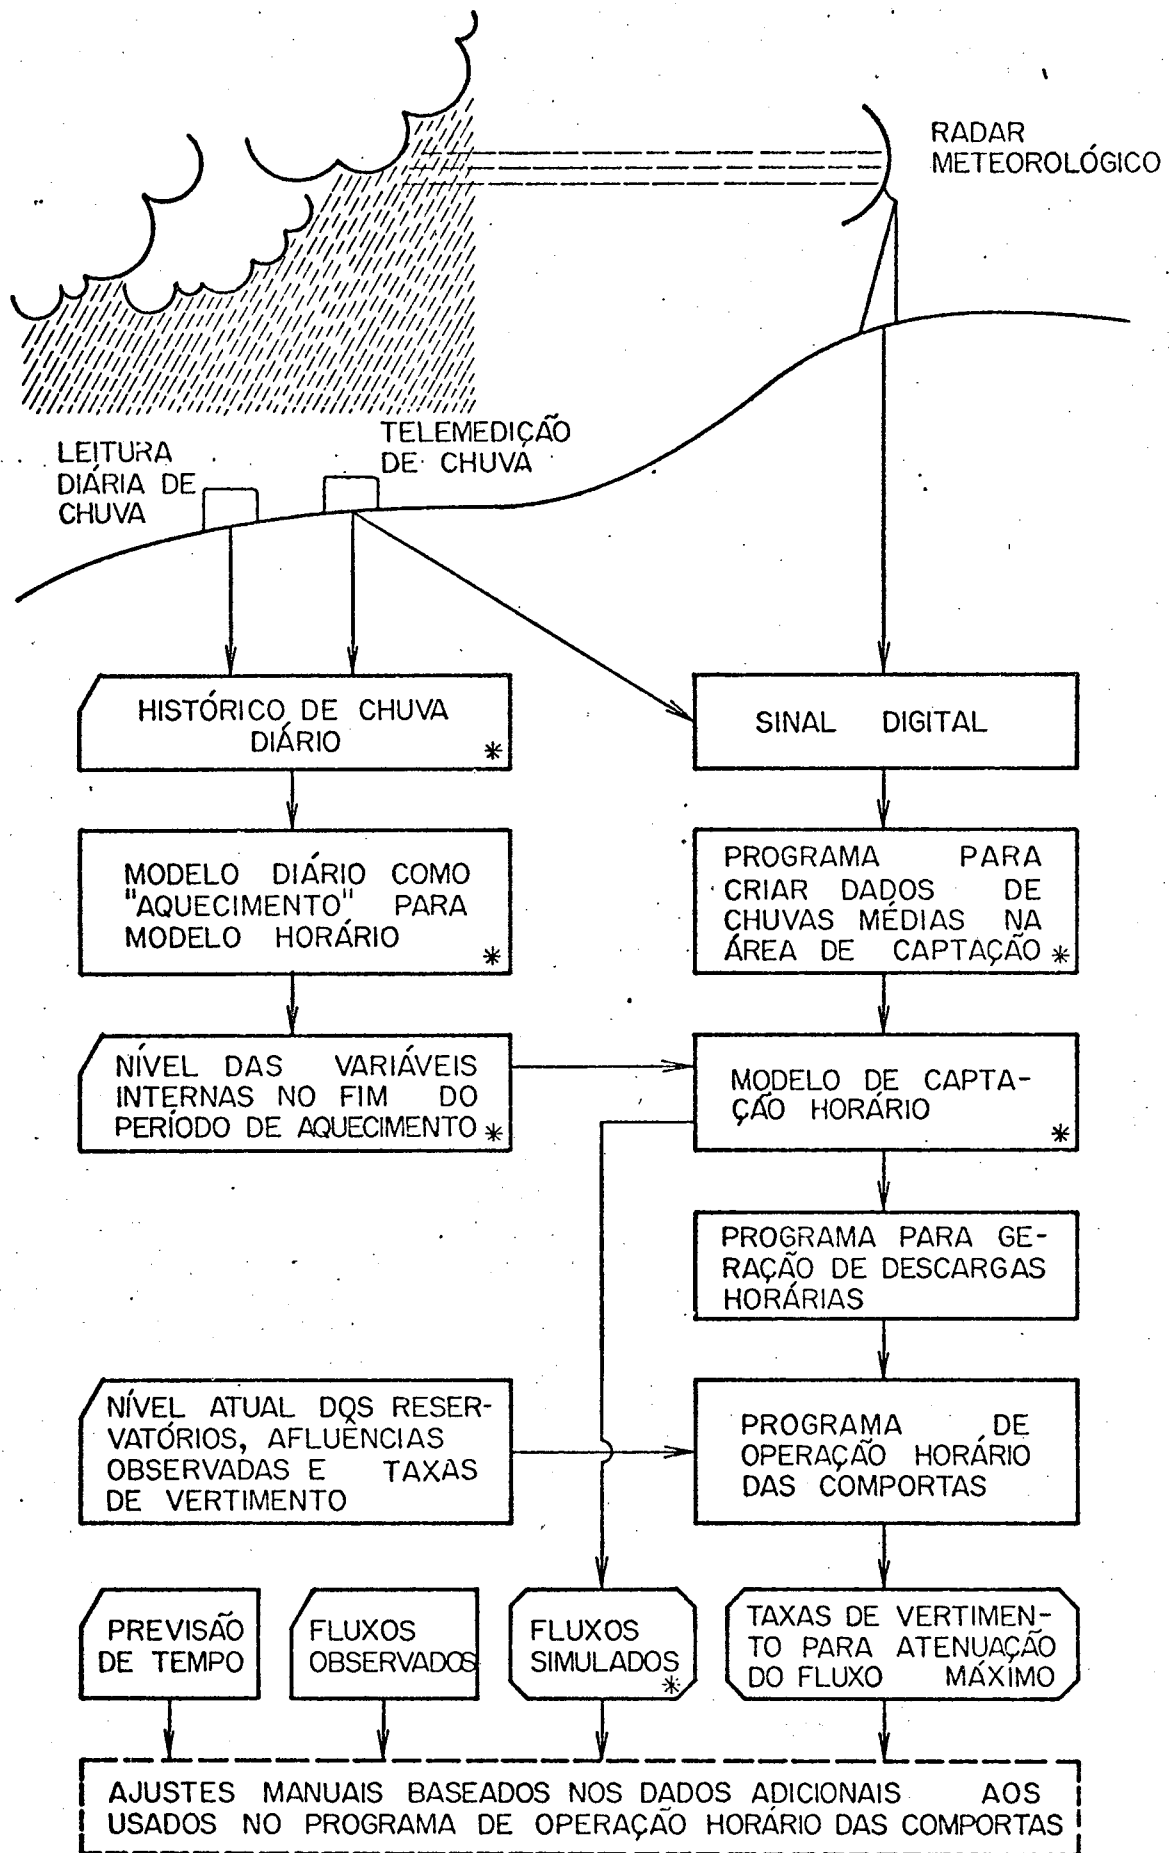 RADAR
METEOROLÓGICO
LEITURA
DIÁRIA DE
CHUVA
TELEMEDIÇÃO
DE CHUVA
HISTÓRICO DE CHUVA
DIÁRIO
*
SINAL DIGITAL
MODELO DIÁRIO COMO
"AQUECIMENTO" PARA
MODELO HORÁRIO
*
PROGRAMA PARA
CRIAR DADOS DE
CHUVAS MÉDIAS NA
ÁREA DE CAPTAÇÃO *
NÍVEL DAS VARIÁVEIS
INTERNAS NO FIM DO
PERÍODO DE AQUECIMENTO *
MODELO DE CAPTA-
ÇÃO HORÁRIO
*
PROGRAMA PARA GE-
RAÇÃO DE DESCARGAS
HORÁRIAS
NÍVEL ATUAL DOS RESER-
VATÓRIOS, AFLUÊNCIAS
OBSERVADAS E TAXAS
DE VERTIMENTO
PROGRAMA DE
OPERAÇÃO HORÁRIO
DAS COMPORTAS
PREVISÃO
DE TEMPO
FLUXOS
OBSERVADOS
FLUXOS
SIMULADOS
*
TAXAS DE VERTIMEN-
TO PARA ATENUAÇÃO
DO FLUXO MÁXIMO
AJUSTES MANUAIS BASEADOS NOS DADOS ADICIONAIS AOS
USADOS NO PROGRAMA DE OPERAÇÃO HORÁRIO DAS COMPORTAS